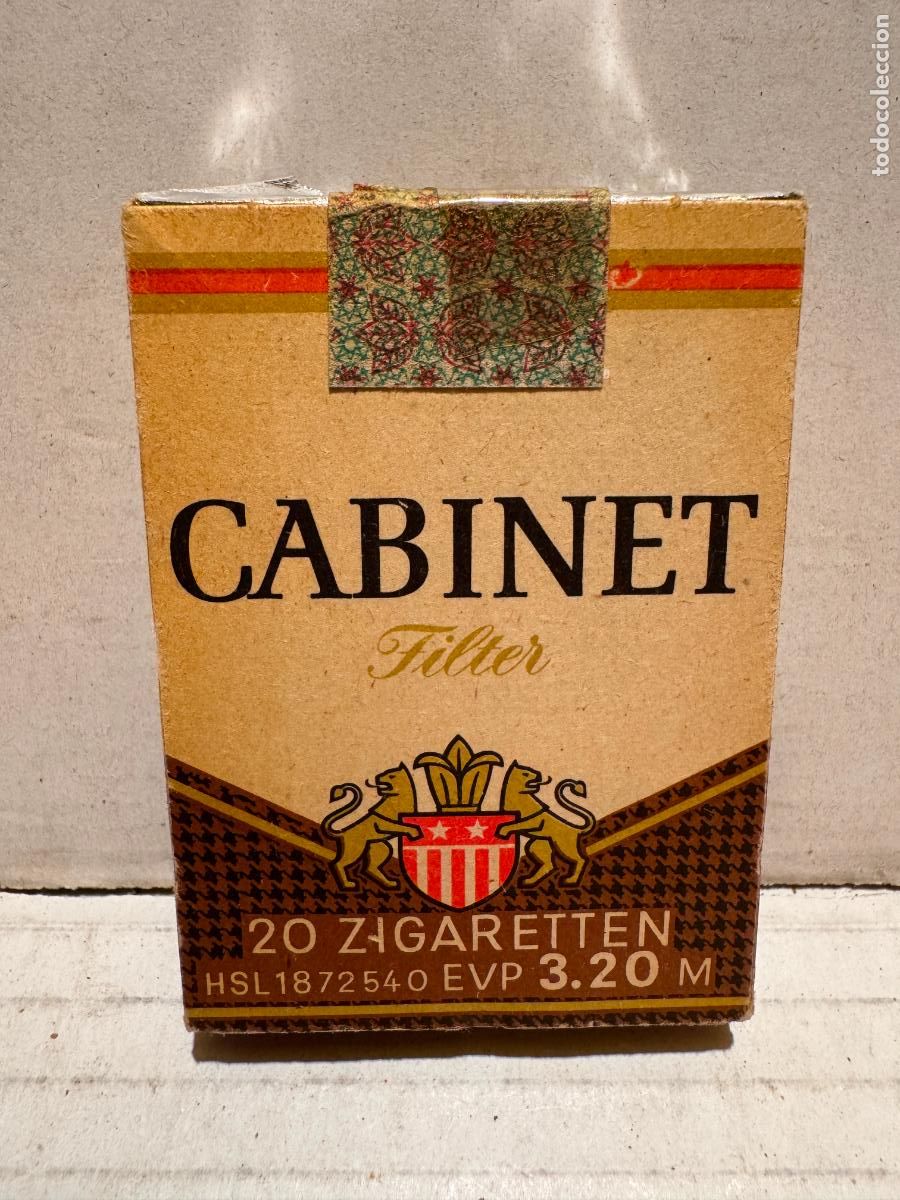 todocoleccion
CABINET
Filter
20 ZIGARETTEN
HSL1872540 EVP 3.20 M